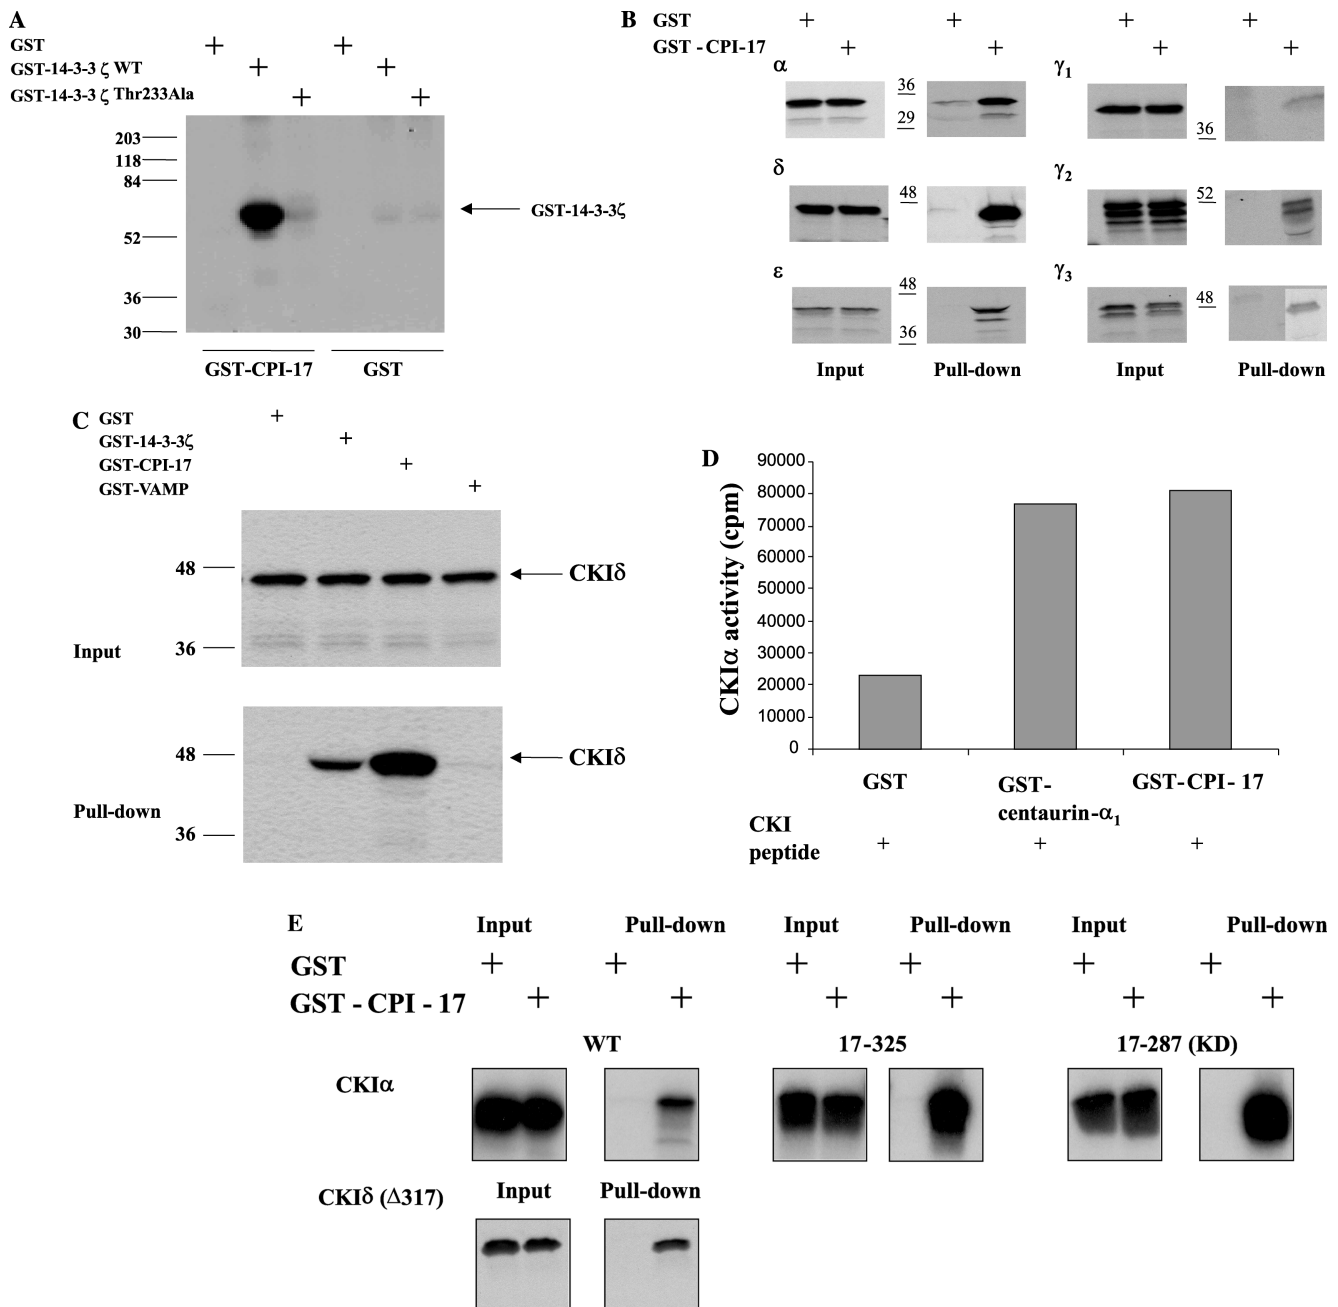 A
GST + +
GST-14-3-3 ζ WT + +
GST-14-3-3 ζ Thr233Ala + +
203
118
84
52
36
30
GST-14-3-3ζ
GST-CPI-17 GST
B GST + + + +
GST - CPI-17 + + + +
α 36 29
γ1 36
δ 48
γ2 52
ε 48 36
γ3 48
Input Pull-down Input Pull-down
C GST +
GST-14-3-3ζ +
GST-CPI-17 +
GST-VAMP +
48 CKIδ
36
Input
48 CKIδ
36
Pull-down
D
CKIα activity (cpm)
90000
80000
70000
60000
50000
40000
30000
20000
10000
0
GST GST- centaurin-α1 GST-CPI- 17
CKI peptide + + +
E Input Pull-down Input Pull-down Input Pull-down
GST + + + + + +
GST - CPI - 17 + + + + + +
WT 17-325 17-287 (KD)
CKIα
CKIδ (Δ317) Input Pull-down